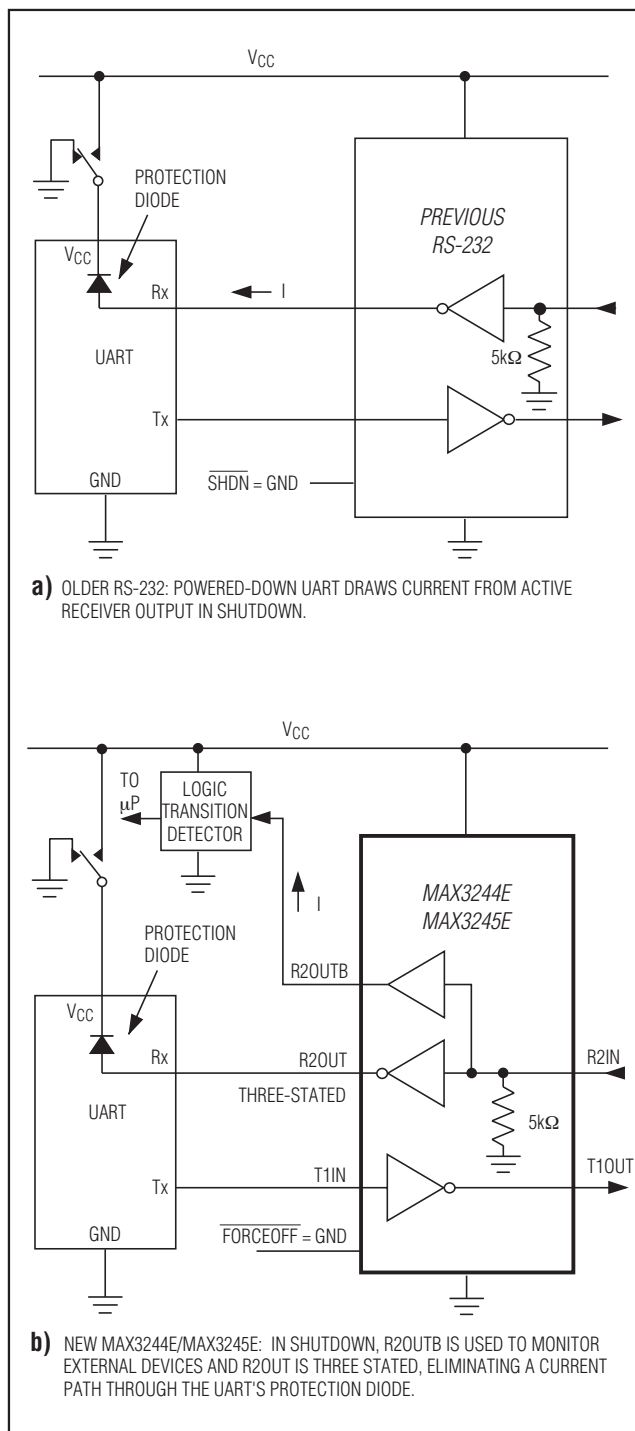 VCC
PROTECTION
DIODE
PREVIOUS
RS-232
VCC
Rx
I
5kΩ
UART
Tx
GND
SHDN = GND
a) OLDER RS-232: POWERED-DOWN UART DRAWS CURRENT FROM ACTIVE
RECEIVER OUTPUT IN SHUTDOWN.
VCC
TO
μP
LOGIC
TRANSITION
DETECTOR
MAX3244E
MAX3245E
I
PROTECTION
DIODE
R2OUTB
VCC
Rx
R2OUT
R2IN
THREE-STATED
UART
5kΩ
Tx
T1IN
T1OUT
GND
FORCEOFF = GND
b) NEW MAX3244E/MAX3245E: IN SHUTDOWN, R2OUTB IS USED TO MONITOR
EXTERNAL DEVICES AND R2OUT IS THREE STATED, ELIMINATING A CURRENT
PATH THROUGH THE UART'S PROTECTION DIODE.